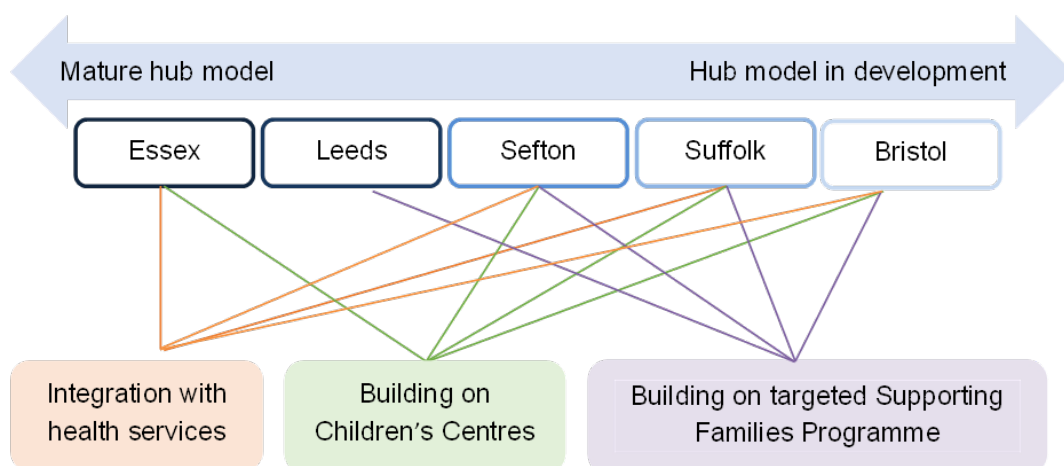 Mature hub model
Hub model in development
Essex
Leeds
Sefton
Suffolk
Bristol
Integration with
health services
Building on
Children's Centres
Building on targeted Supporting
Families Programme